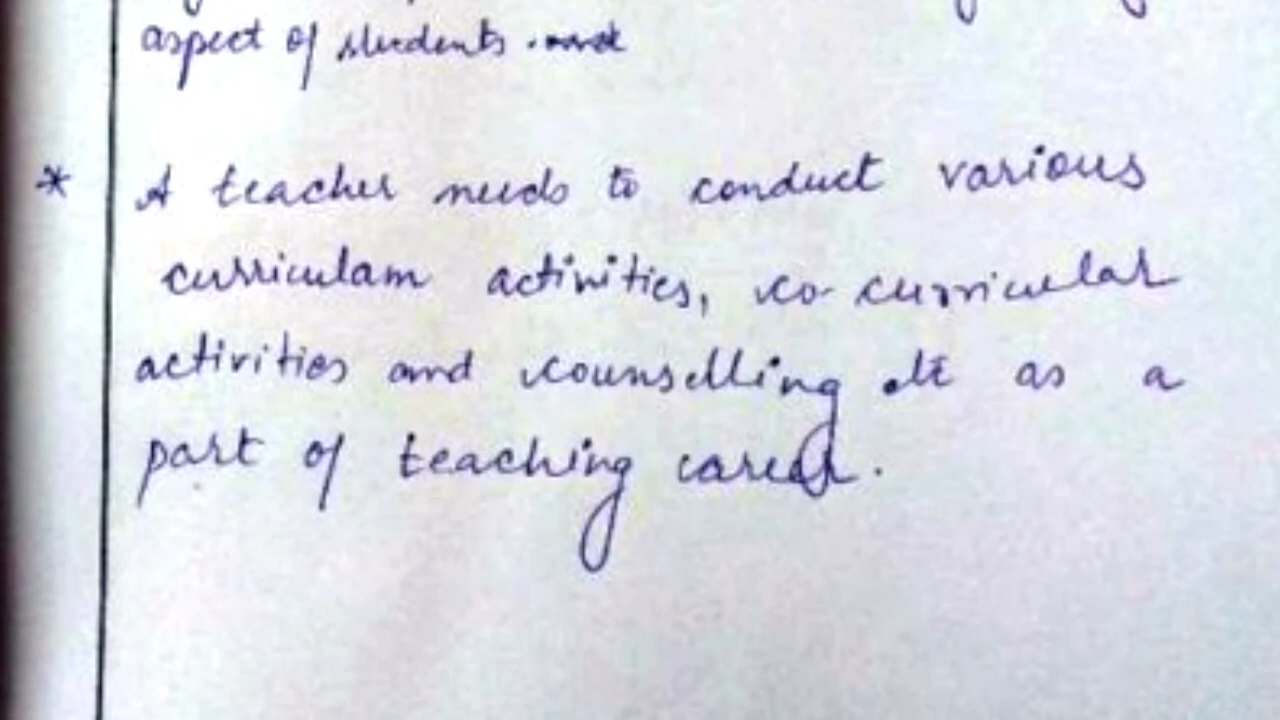 aspect of students.
* A teacher needs to conduct various
curriculam activities, co-curricular
activities and counselling etc as a
part of teaching career.